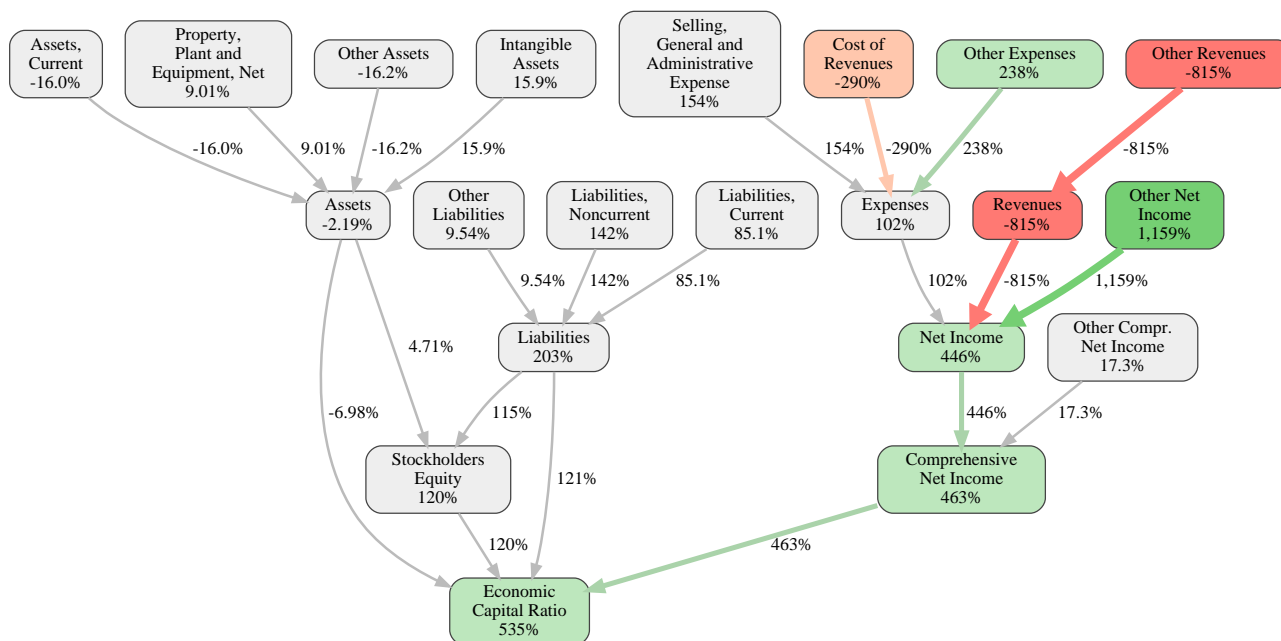 Assets,
Current
-16.0%
Property,
Plant and
Equipment, Net
9.01%
Other Assets
-16.2%
Intangible
Assets
15.9%
Selling,
General and
Administrative
Expense
154%
Cost of
Revenues
-290%
Other Expenses
238%
Other Revenues
-815%
-16.0%
9.01%
-16.2%
15.9%
154%
-290%
238%
-815%
Assets
-2.19%
Other
Liabilities
9.54%
Liabilities,
Noncurrent
142%
Liabilities,
Current
85.1%
Expenses
102%
Revenues
-815%
Other Net
Income
1,159%
9.54%
142%
85.1%
102%
-815%
1,159%
4.71%
Liabilities
203%
Net Income
446%
Other Compr.
Net Income
17.3%
-6.98%
115%
446%
17.3%
Stockholders
Equity
120%
121%
Comprehensive
Net Income
463%
120%
463%
Economic
Capital Ratio
535%